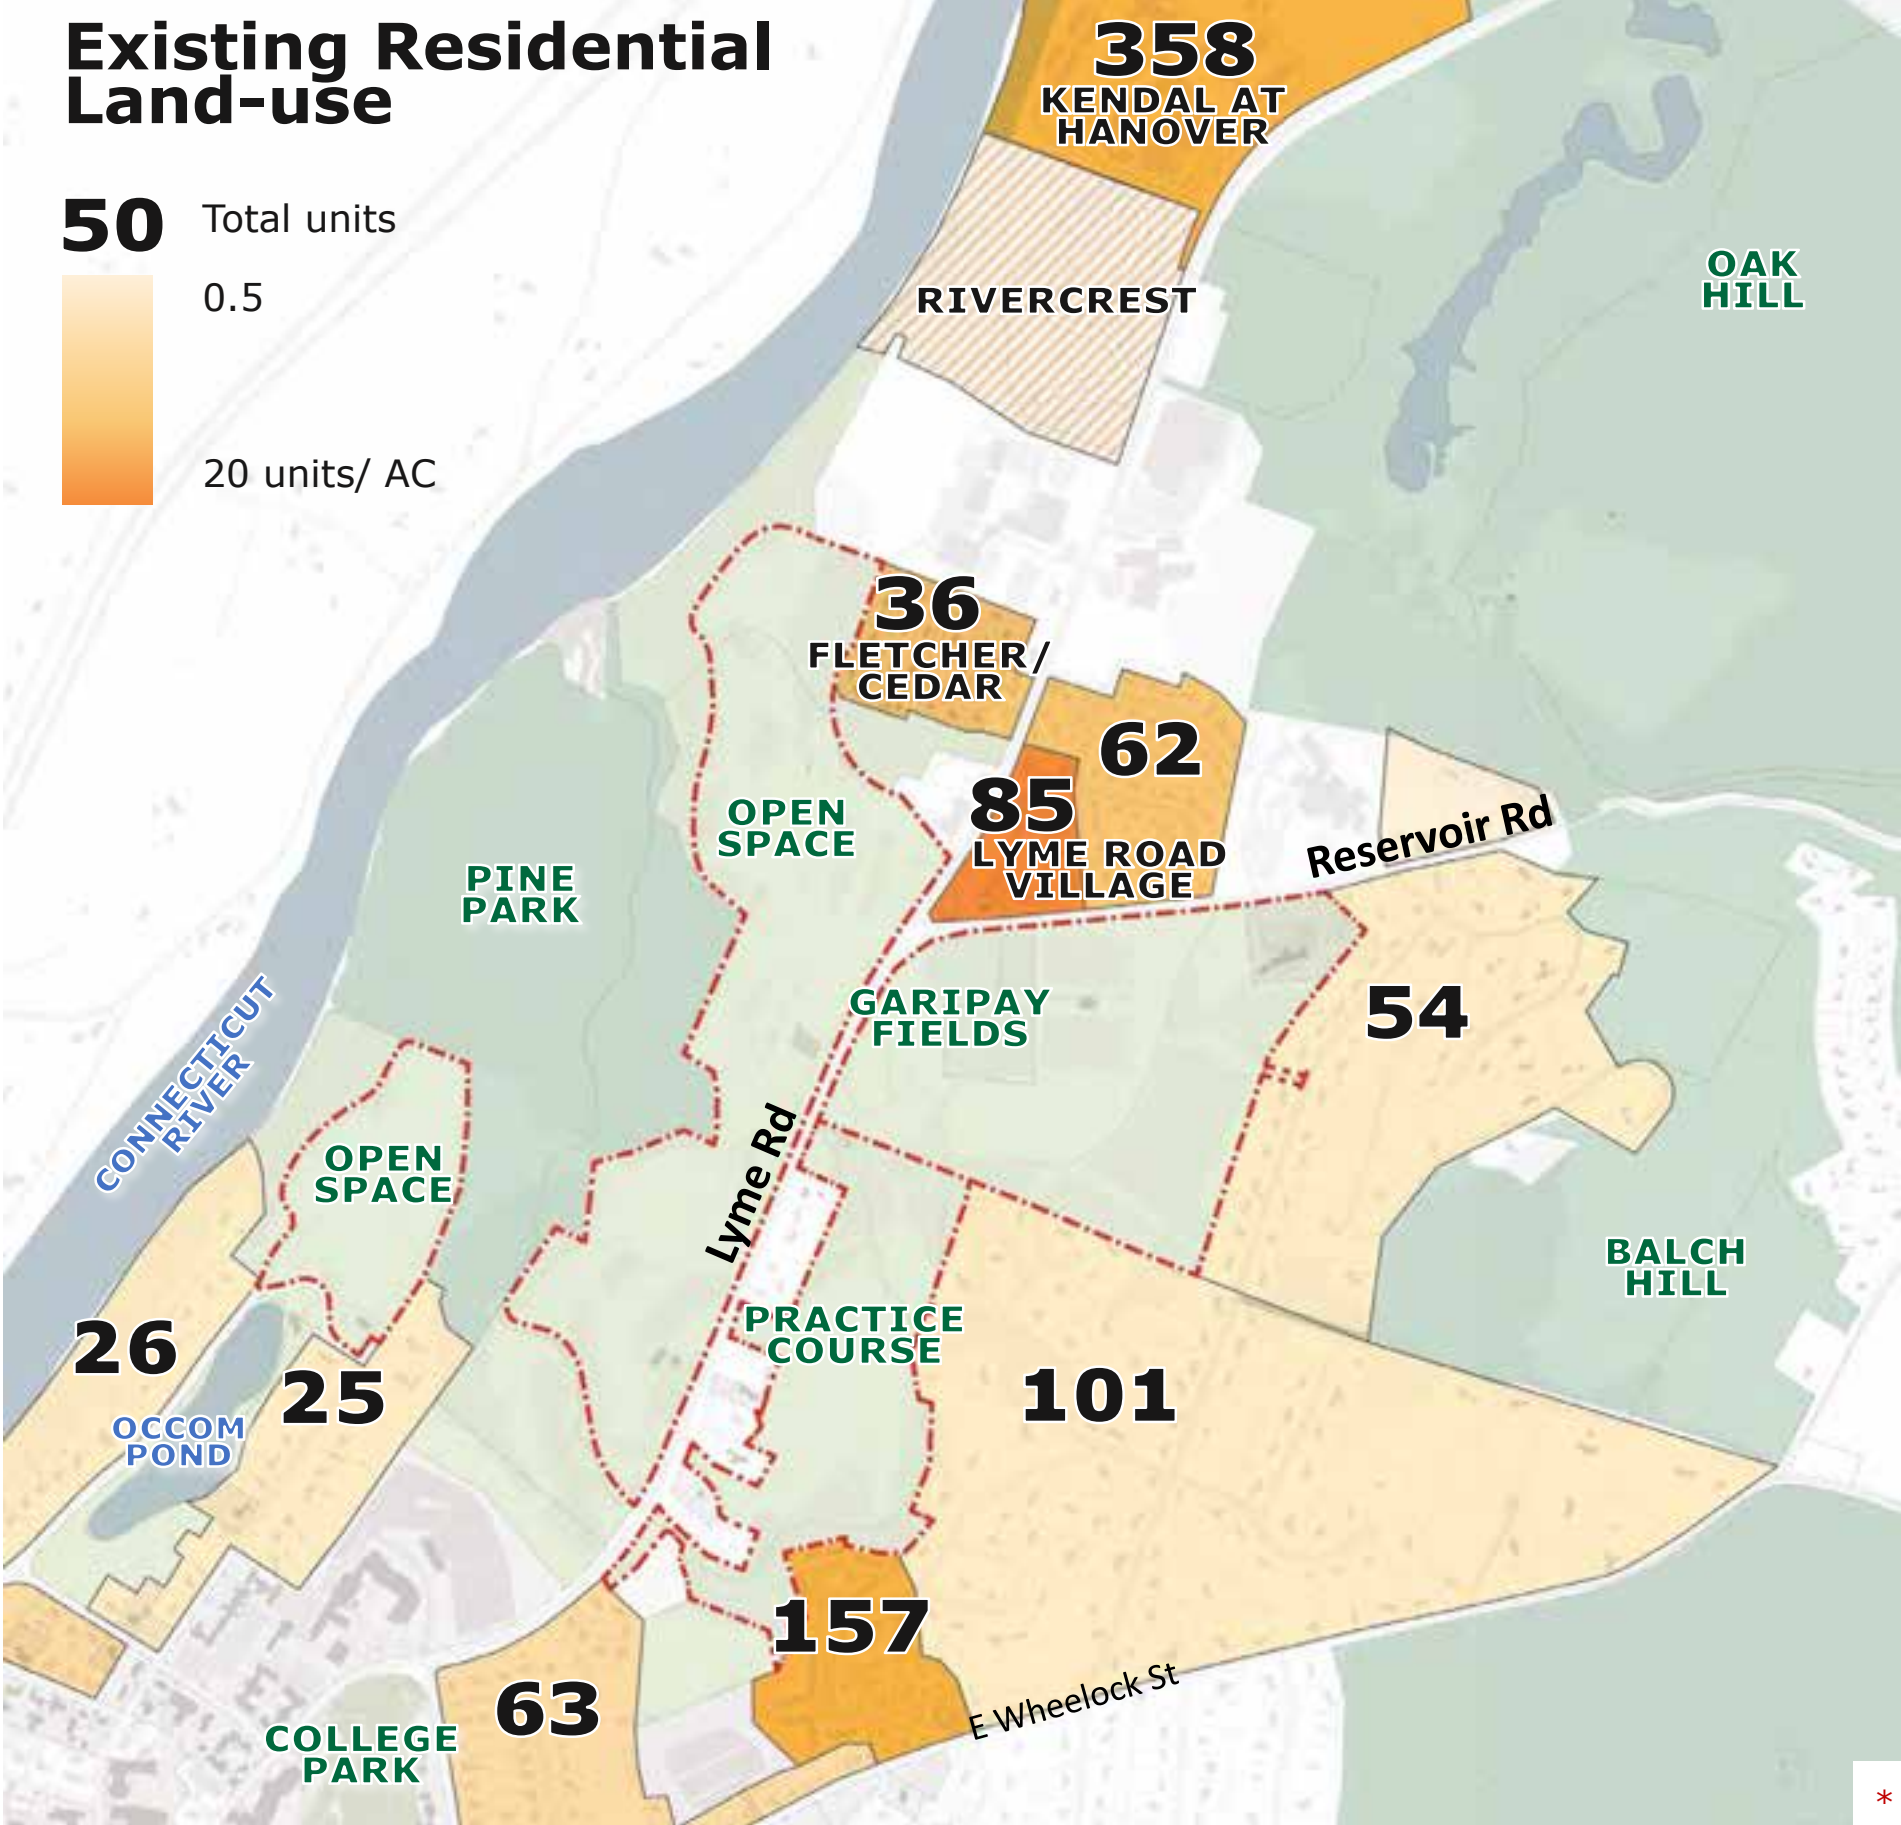 Existing Residential
Land-use
50 Total units
0.5
20 units/ AC
358
KENDAL AT
HANOVER
RIVERCREST
OAK
HILL
36
FLETCHER/
CEDAR
62
85
LYME ROAD
VILLAGE
Reservoir Rd
OPEN
SPACE
PINE
PARK
GARIPAY
FIELDS
54
CONNECTICUT
RIVER
OPEN
SPACE
Lyme Rd
BALCH
HILL
PRACTICE
COURSE
26
25
101
OCCOM
POND
157
63
E Wheelock St
COLLEGE
PARK
*